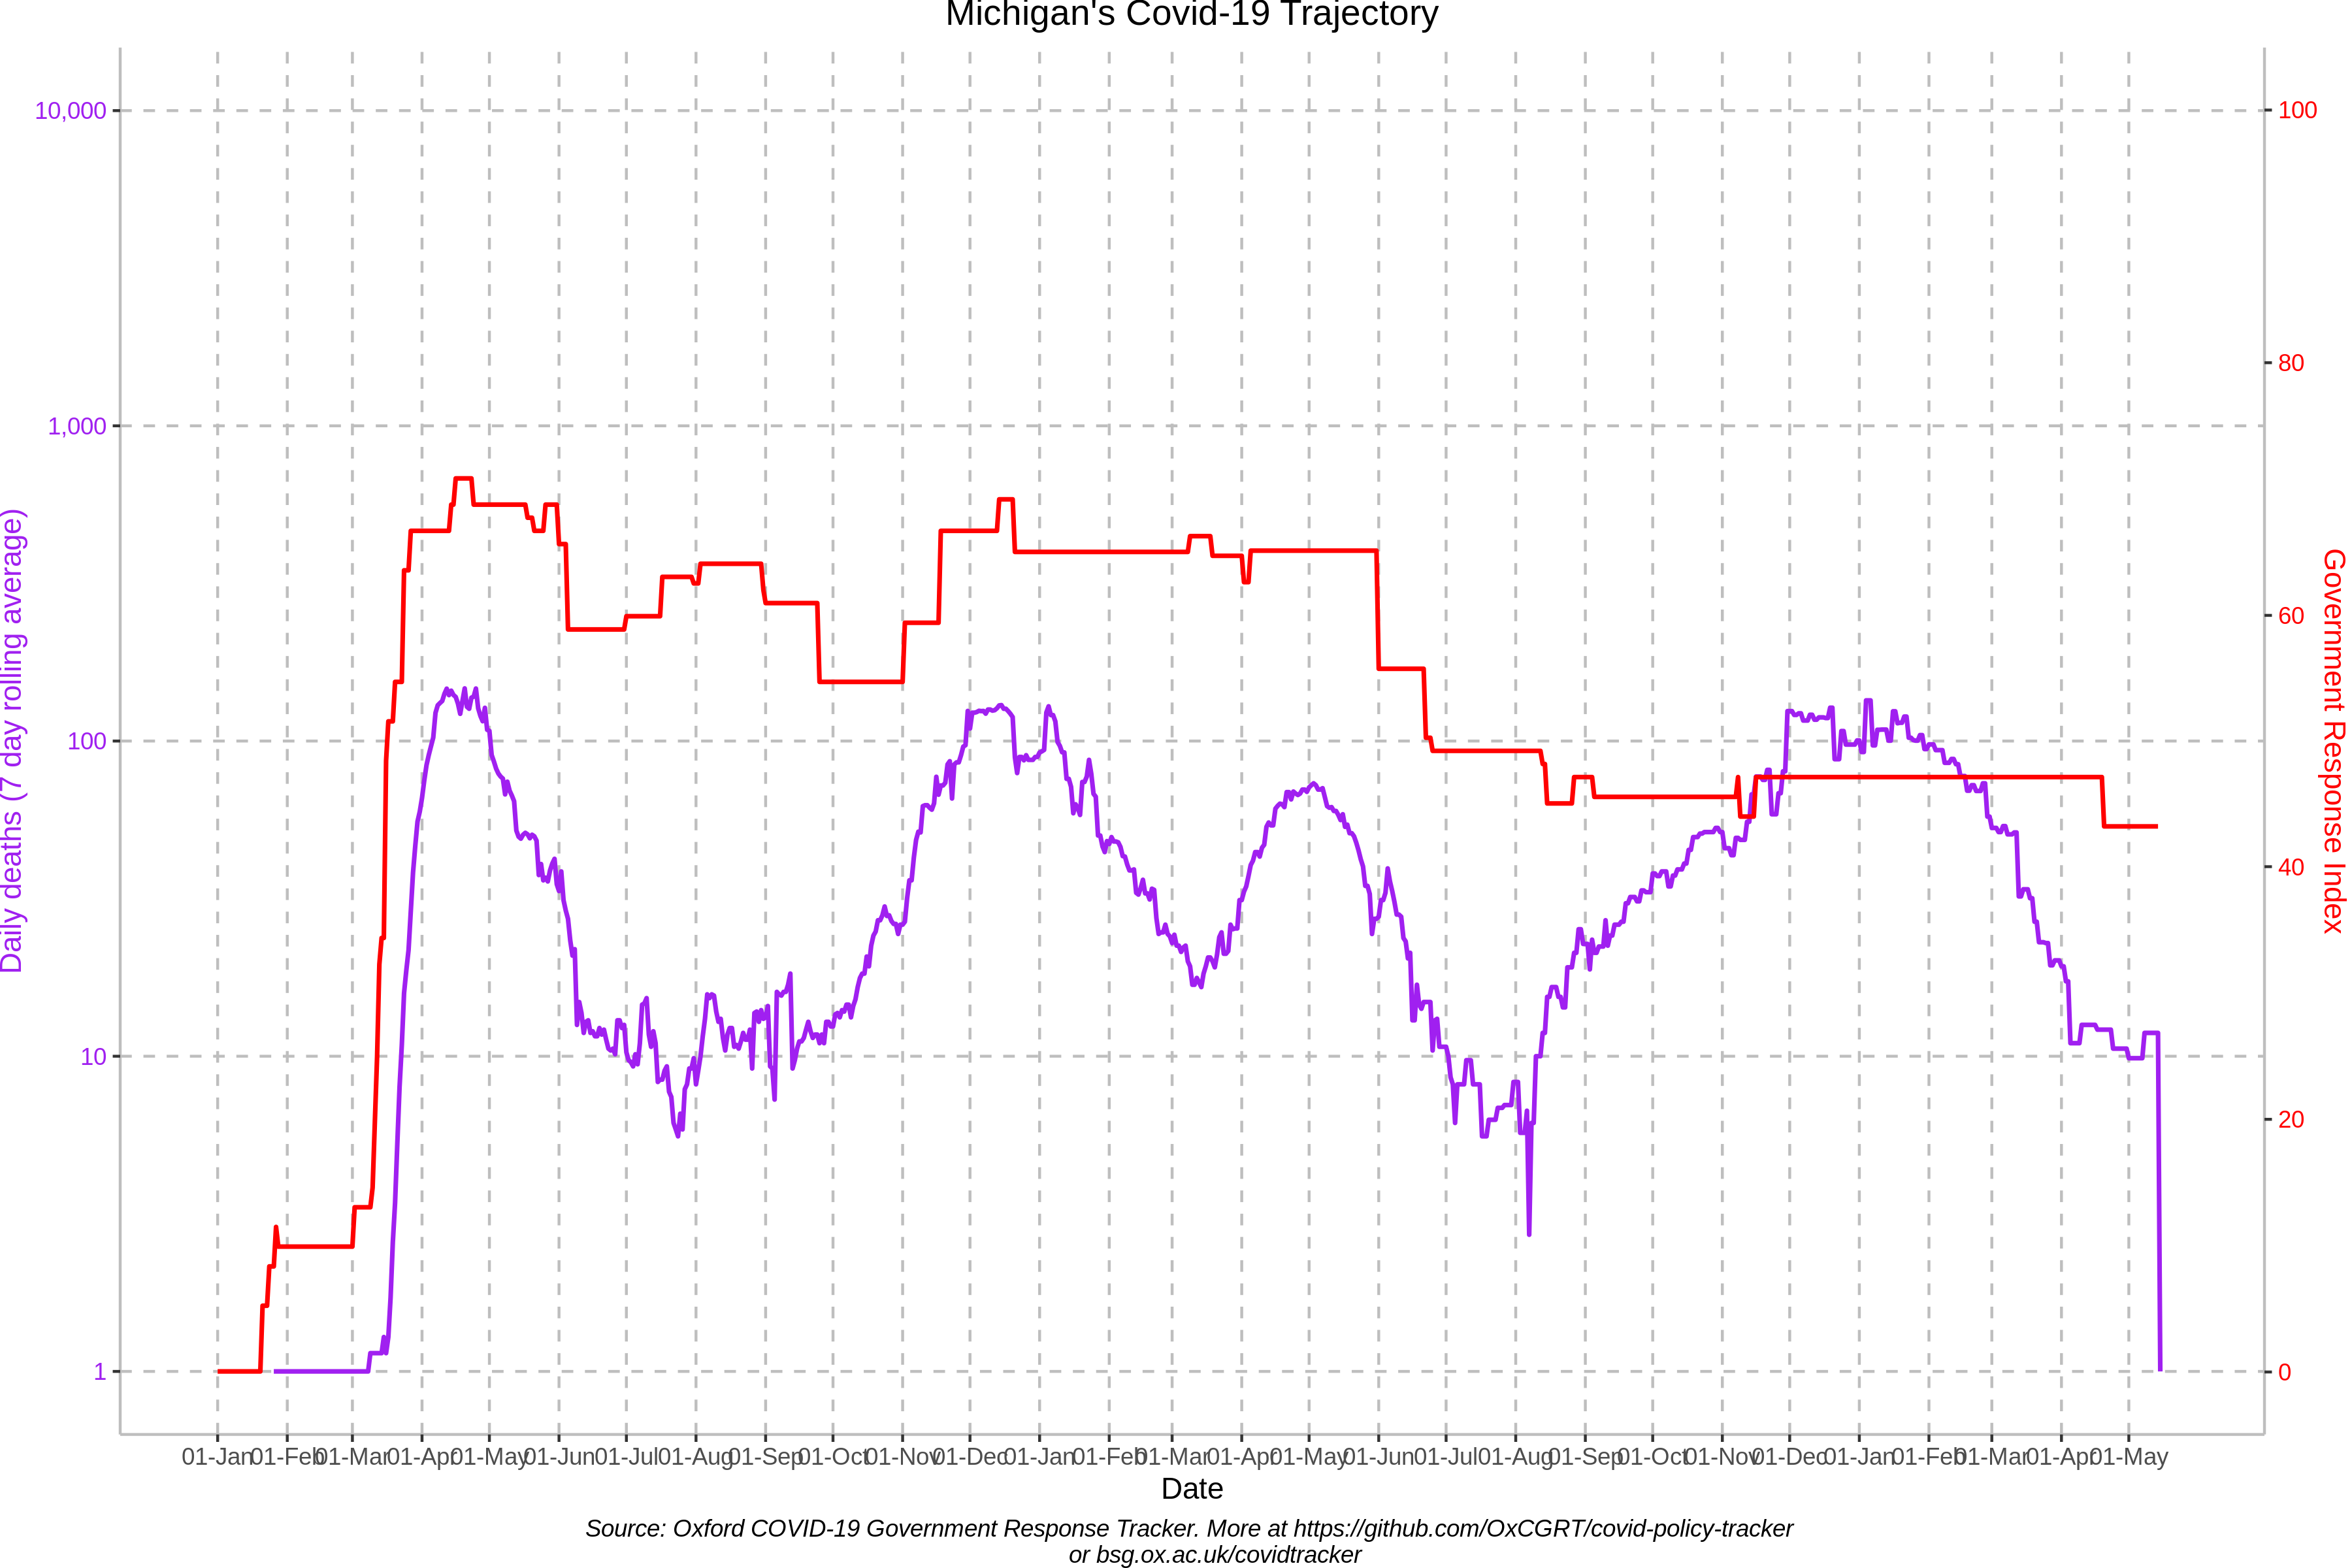 Michigan's Covid-19 Trajectory
10,000
1,000
100
10
1
Daily deaths (7 day rolling average)
100
80
60
40
20
0
Government Response Index
01-Jan 01-Feb 01-Mar 01-Apr 01-May 01-Jun 01-Jul 01-Aug 01-Sep 01-Oct 01-Nov 01-Dec 01-Jan 01-Feb 01-Mar 01-Apr 01-May 01-Jun 01-Jul 01-Aug 01-Sep 01-Oct 01-Nov 01-Dec 01-Jan 01-Feb 01-Mar 01-Apr 01-May
Date
Source: Oxford COVID-19 Government Response Tracker. More at https://github.com/OxCGRT/covid-policy-tracker
or bsg.ox.ac.uk/covidtracker